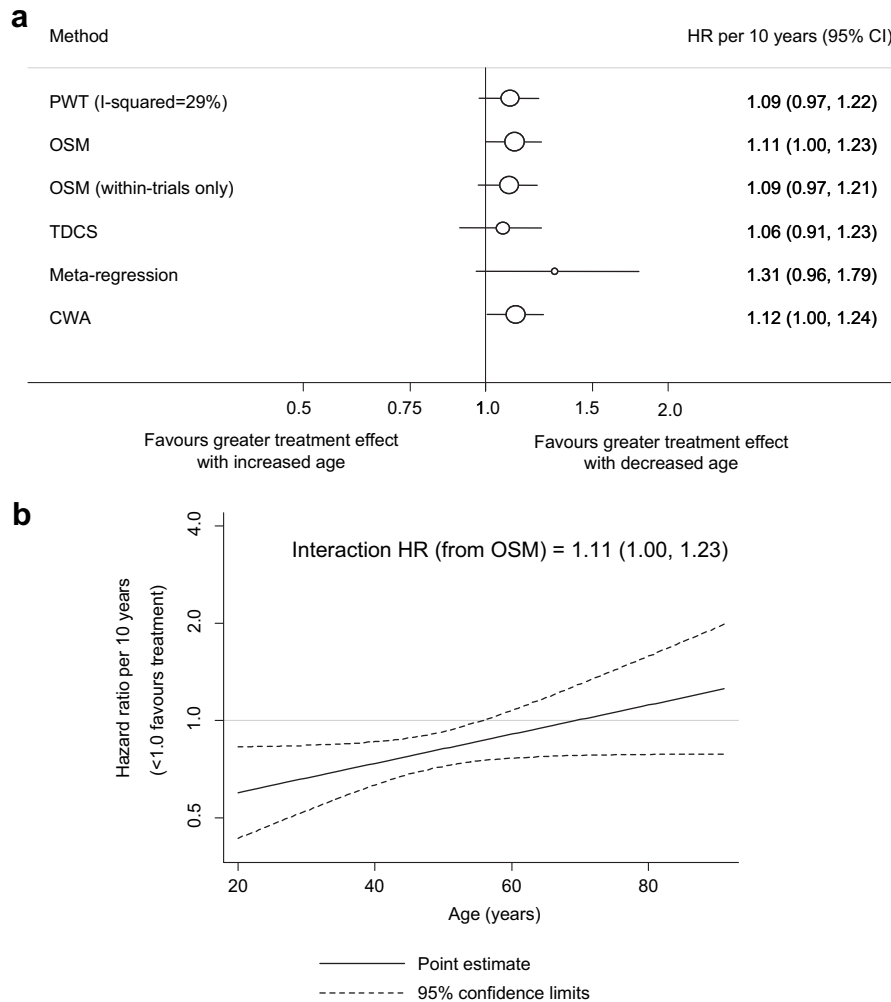 a
Method HR per 10 years (95% CI)
PWT (I-squared=29%) 1.09 (0.97, 1.22)
OSM 1.11 (1.00, 1.23)
OSM (within-trials only) 1.09 (0.97, 1.21)
TDCS 1.06 (0.91, 1.23)
Meta-regression 1.31 (0.96, 1.79)
CWA 1.12 (1.00, 1.24)
0.5 0.75 1.0 1.5 2.0
Favours greater treatment effect
with increased age
Favours greater treatment effect
with decreased age
b
Interaction HR (from OSM) = 1.11 (1.00, 1.23)
Hazard ratio per 10 years
(<1.0 favours treatment)
4.0
2.0
1.0
0.5
20 40 60 80
Age (years)
Point estimate
95% confidence limits